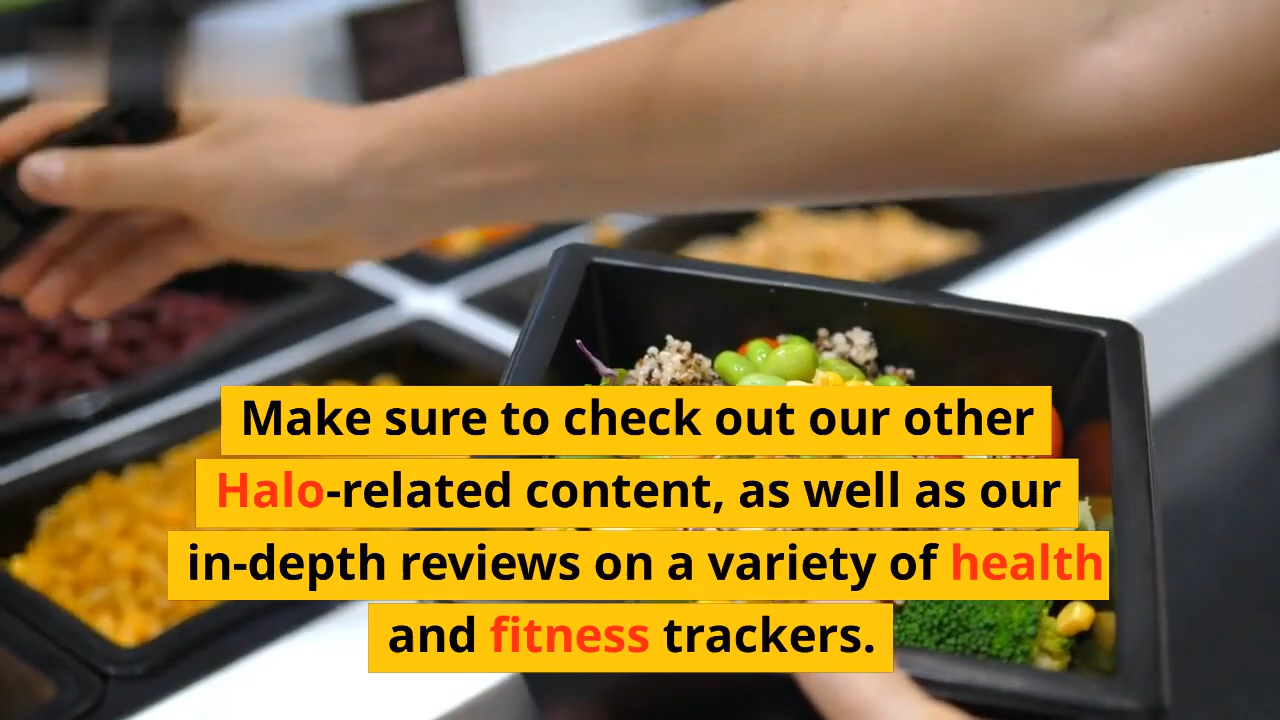 Make sure to check out our other
Halo-related content, as well as our
in-depth reviews on a variety of health
and fitness trackers.